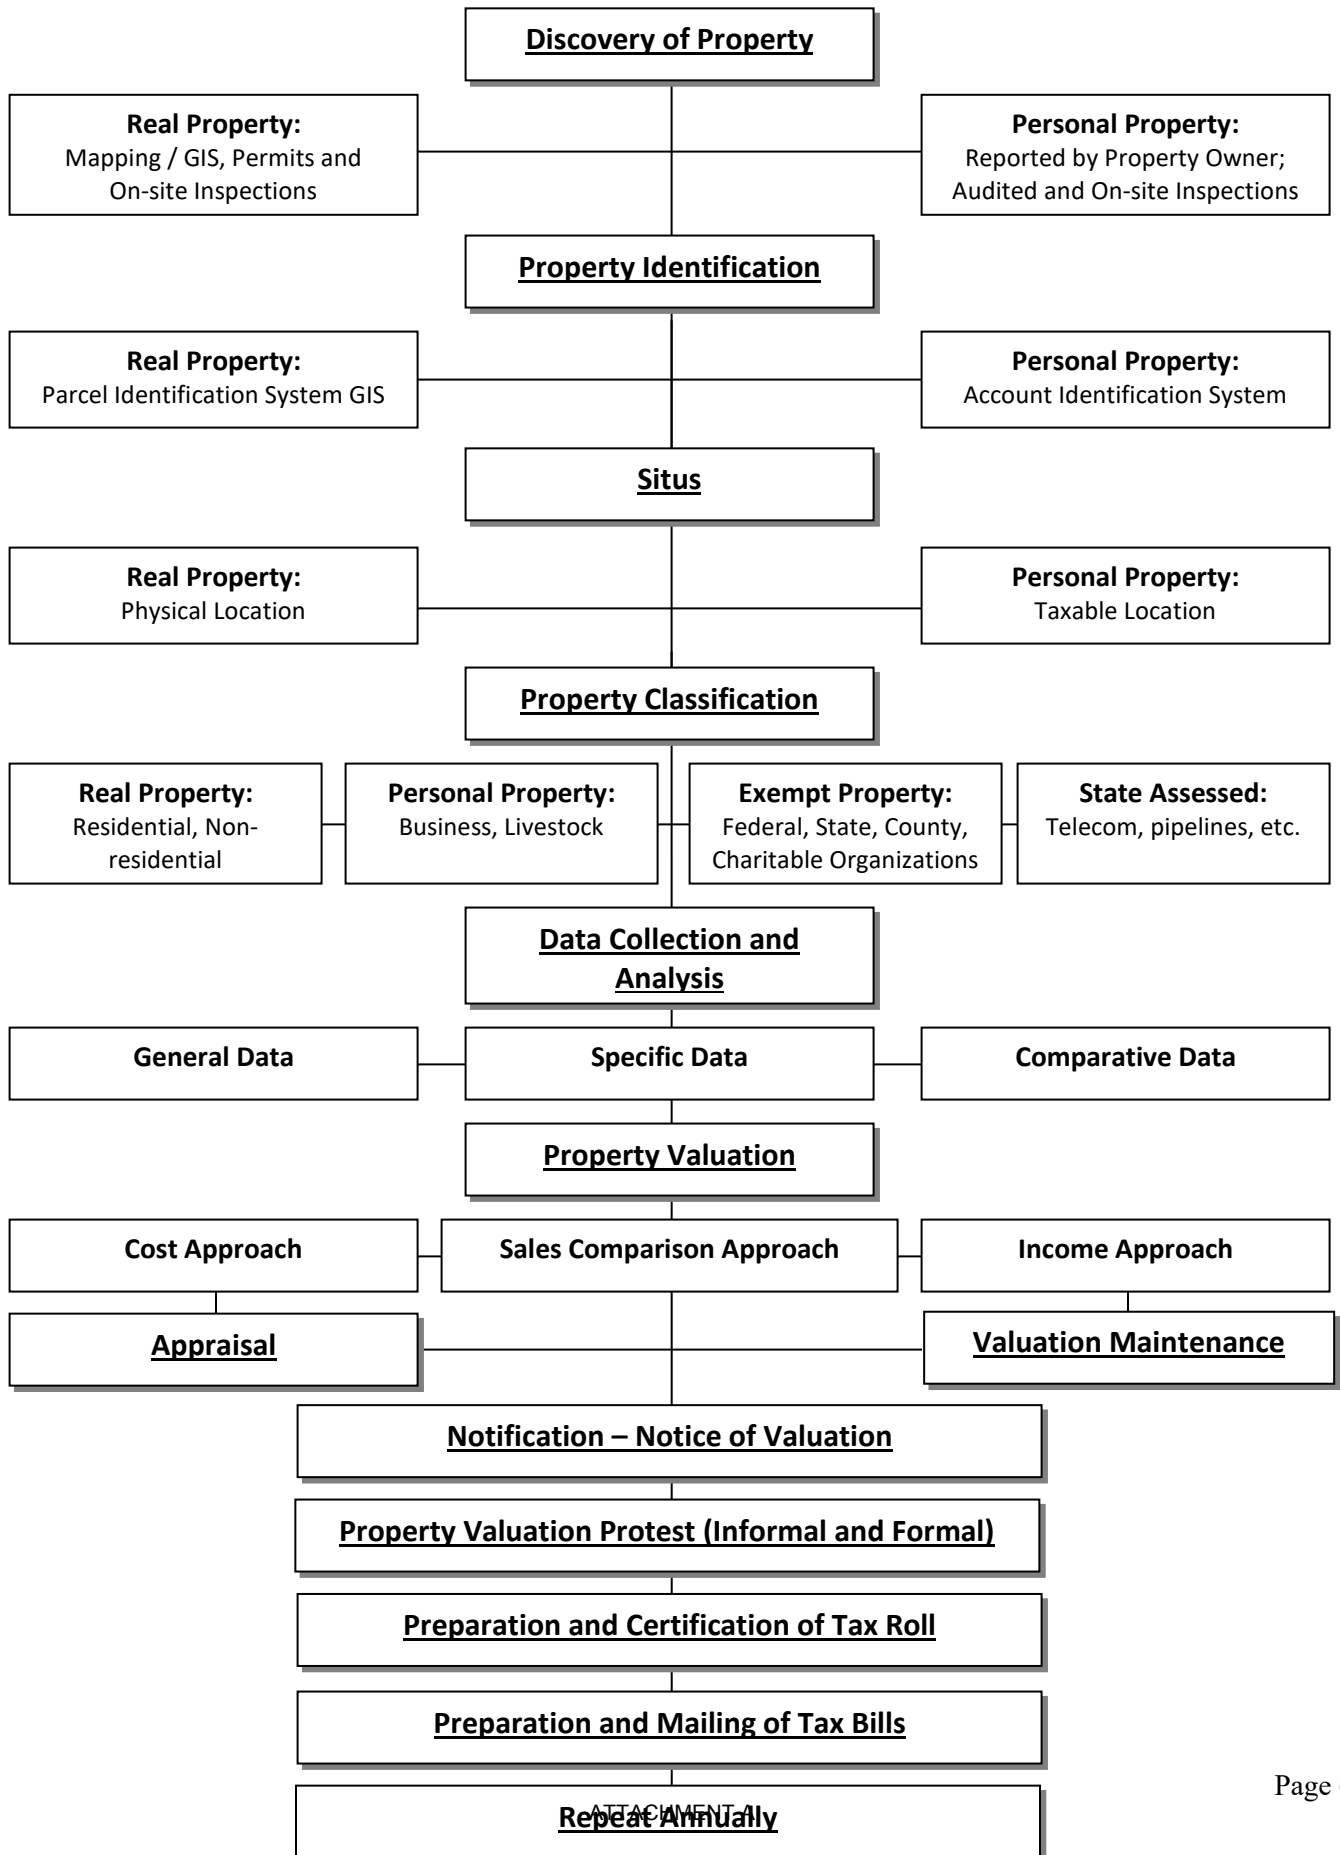 Discovery of Property
Real Property:
Mapping / GIS, Permits and
On-site Inspections
Personal Property:
Reported by Property Owner;
Audited and On-site Inspections
Property Identification
Real Property:
Parcel Identification System GIS
Personal Property:
Account Identification System
Situs
Real Property:
Physical Location
Personal Property:
Taxable Location
Property Classification
Real Property:
Residential, Non-
residential
Personal Property:
Business, Livestock
Exempt Property:
Federal, State, County,
Charitable Organizations
State Assessed:
Telecom, pipelines, etc.
Data Collection and
Analysis
General Data
Specific Data
Comparative Data
Property Valuation
Cost Approach
Sales Comparison Approach
Income Approach
Appraisal
Valuation Maintenance
Notification – Notice of Valuation
Property Valuation Protest (Informal and Formal)
Preparation and Certification of Tax Roll
Preparation and Mailing of Tax Bills
Page
Repeat Annually
ATTACHMENT A